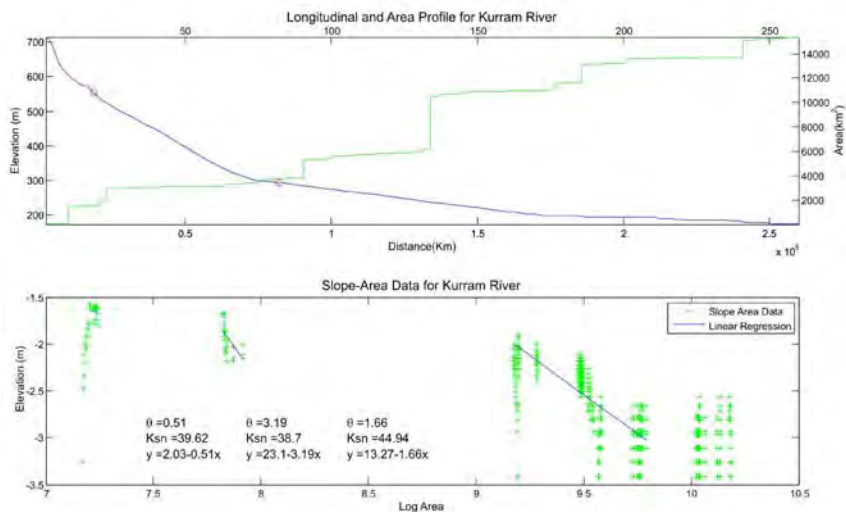 Longitudinal and Area Profile for Kurram River
50 100 150 200 250
700
600
500
400
300
200
Elevation (m)
14000
12000
10000
8000
6000
4000
2000
Area(km²)
0.5 1 1.5 2 2.5
x 10⁵
Distance(Km)
Slope-Area Data for Kurram River
-1.5
-2
-2.5
-3
-3.5
Elevation (m)
Slope Area Data
Linear Regression
θ =0.51 θ =3.19 θ =1.66
Ksn =39.62 Ksn =38.7 Ksn =44.94
y =2.03-0.51x y =23.1-3.19x y =13.27-1.66x
7 7.5 8 8.5 9 9.5 10 10.5
Log Area